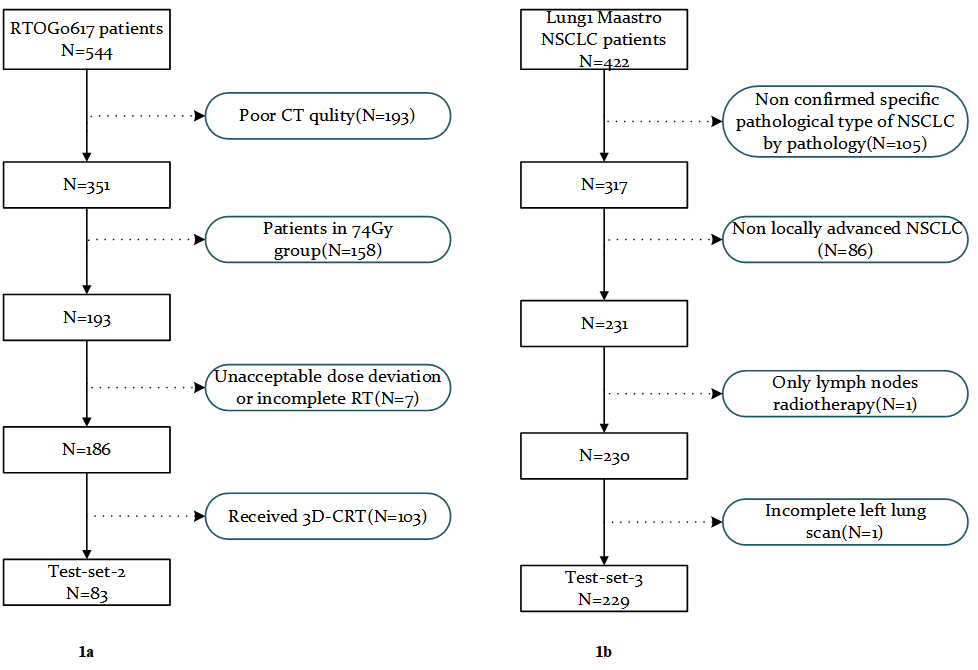 RTOG0617 patients
N=544
Poor CT qulity(N=193)
N=351
Patients in 74Gy
group(N=158)
N=193
Unacceptable dose deviation
or incomplete RT(N=7)
N=186
Received 3D-CRT(N=103)
Test-set-2
N=83
1a
Lung1 Maastro
NSCLC patients
N=422
Non confirmed specific
pathological type of NSCLC
by pathology(N=105)
N=317
Non locally advanced NSCLC
(N=86)
N=231
Only lymph nodes
radiotherapy(N=1)
N=230
Incomplete left lung
scan(N=1)
Test-set-3
N=229
1b